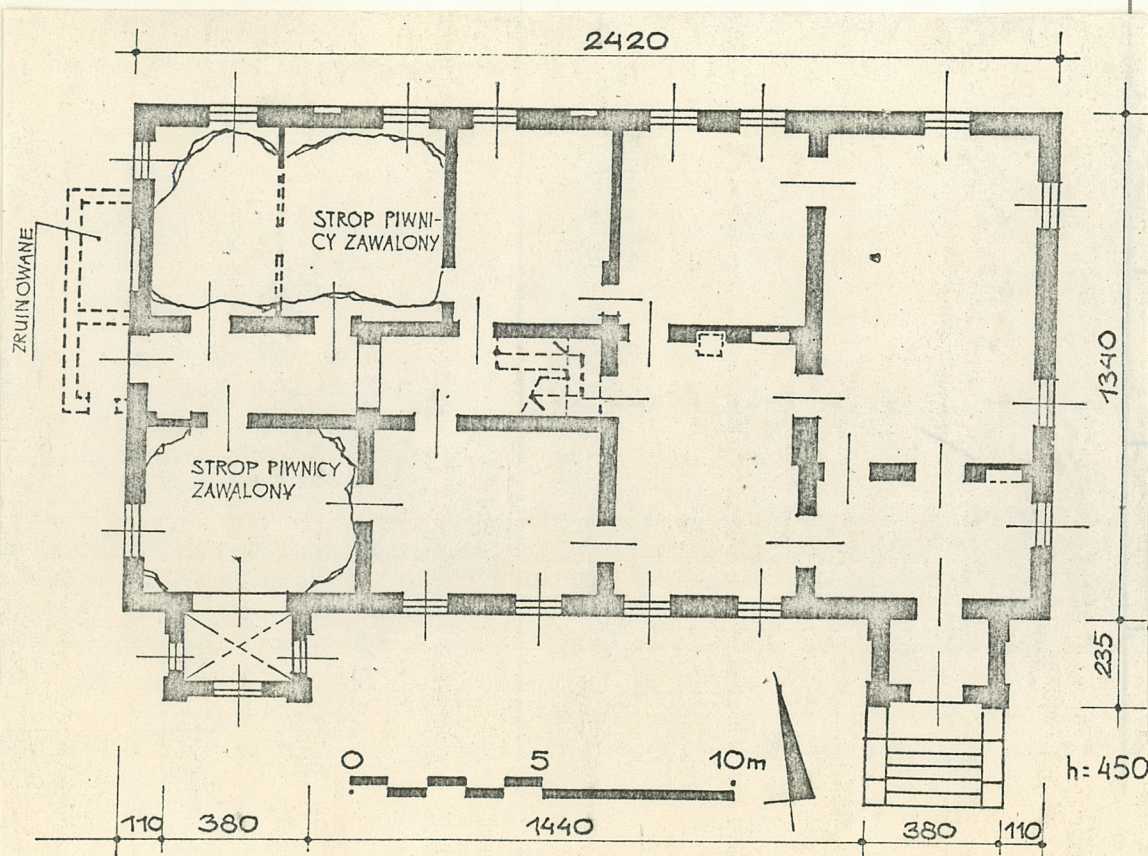 2420
STROP PIWNI-
CY ZAWALONY
ZRUINOWANE
1340
STROP PIWNICY
ZAWALONY
235
0 5 10m
h=450
110 380 1440 380 110